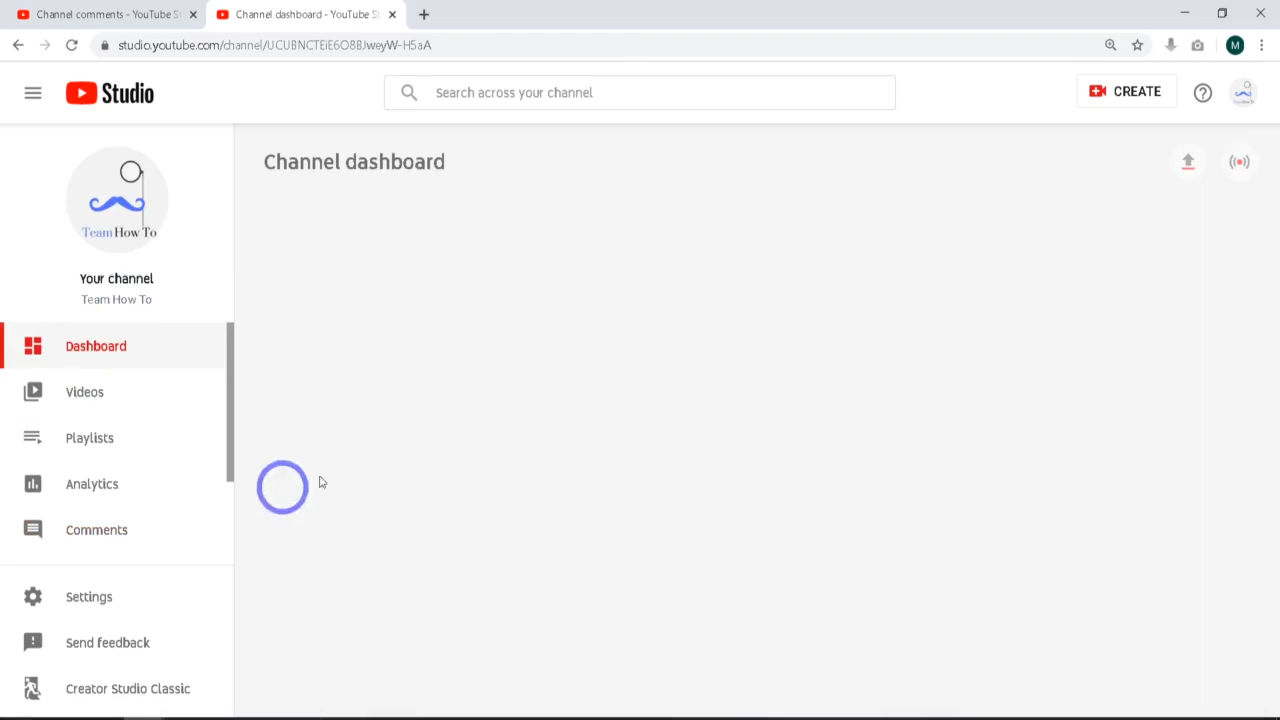 Channel comments - YouTube S
Channel dashboard - YouTube S
studio.youtube.com/channel/UCUBNCTEiE6O8BJweyW-H5aA
M
Studio
Search across your channel
CREATE
Channel dashboard
Team How To
Your channel
Team How To
Dashboard
Videos
Playlists
Analytics
Comments
Settings
Send feedback
Creator Studio Classic